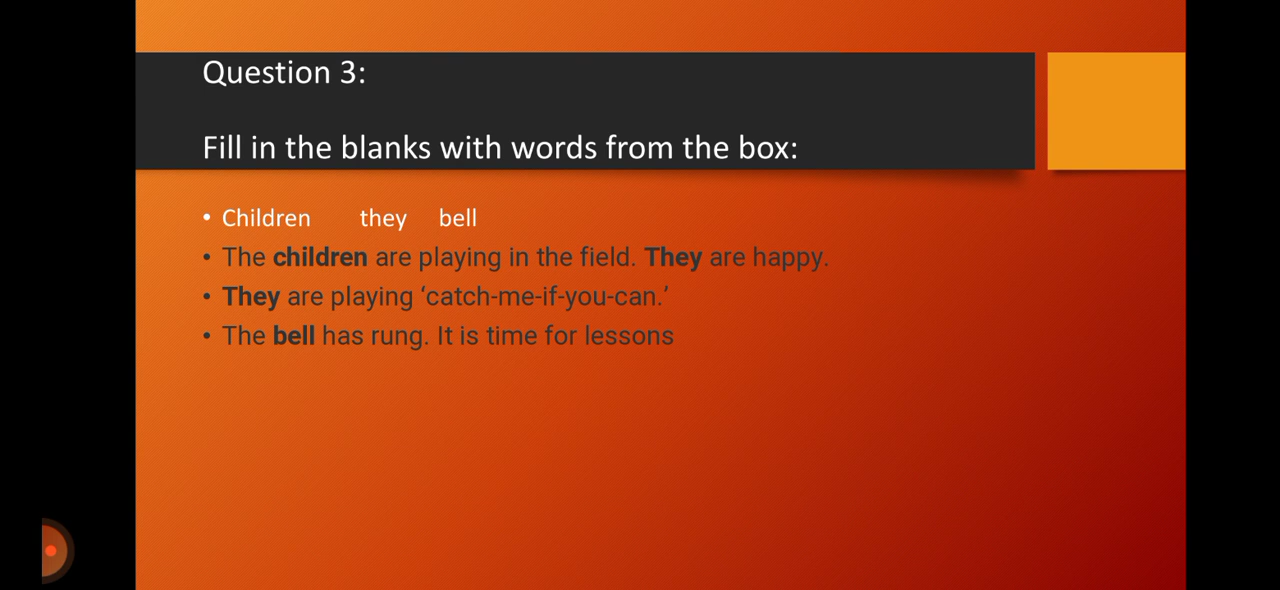 Question 3:
Fill in the blanks with words from the box:
• Children they bell
• The children are playing in the field. They are happy.
• They are playing ‘catch-me-if-you-can.’
• The bell has rung. It is time for lessons